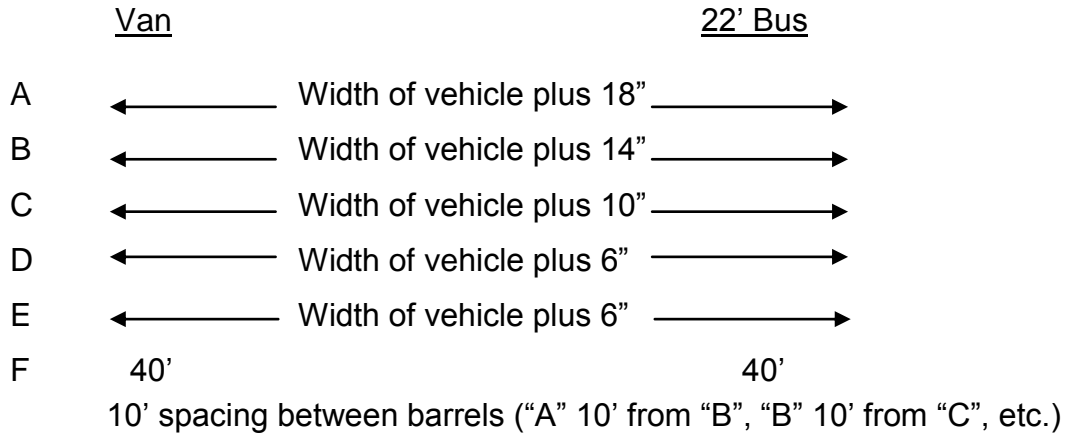 Van 22’ Bus
A Width of vehicle plus 18”
B Width of vehicle plus 14”
C Width of vehicle plus 10”
D Width of vehicle plus 6”
E Width of vehicle plus 6”
F 40’ 40’
10’ spacing between barrels (“A” 10’ from “B”, “B” 10’ from “C”, etc.)